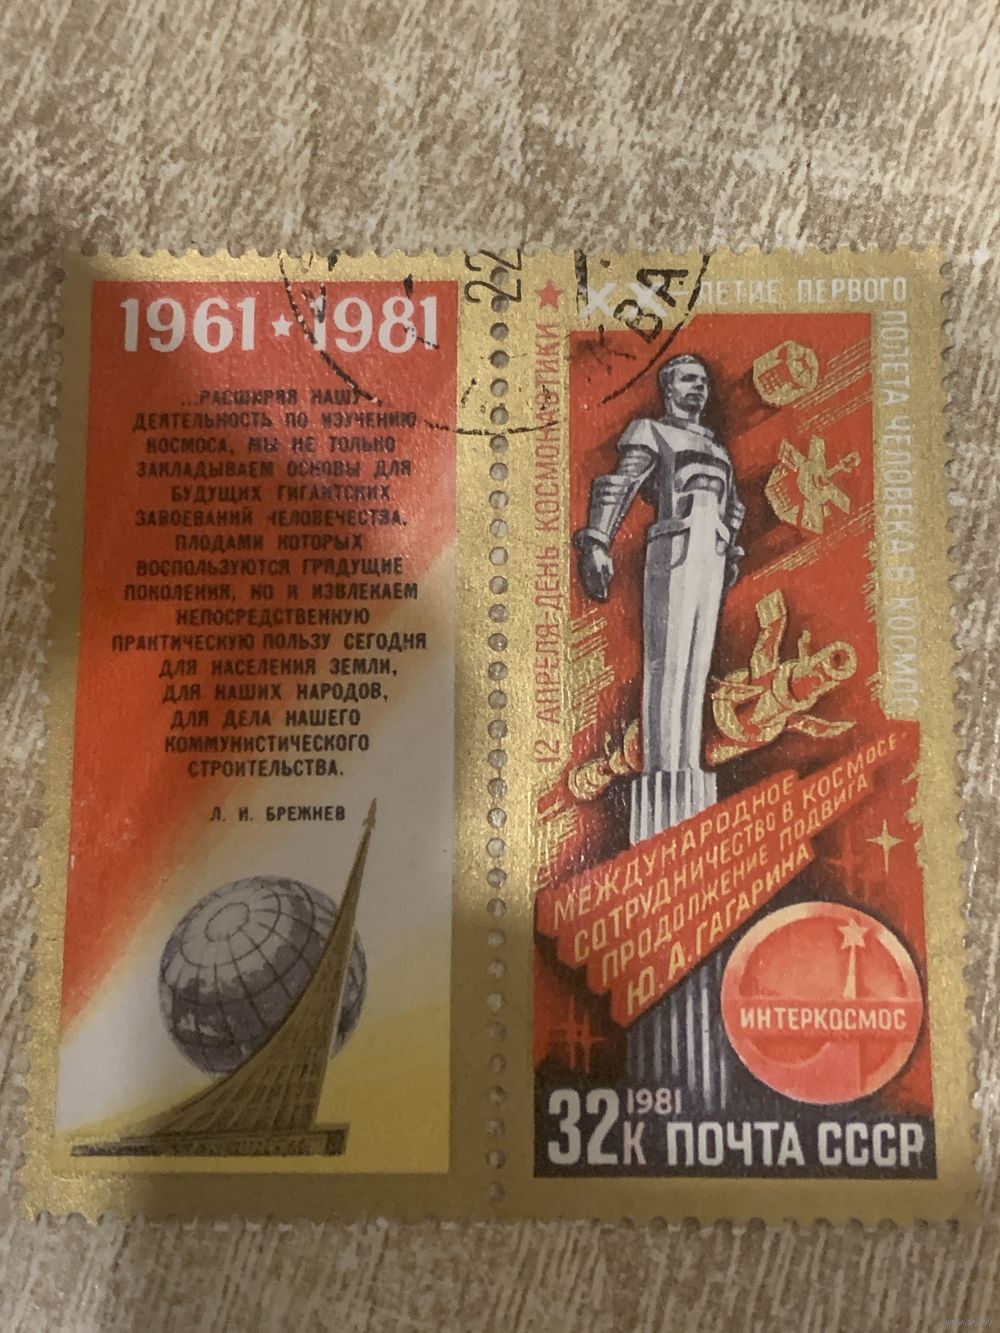 1961 ★ 1981
...РАСШИРЯЯ НАШУ
ДЕЯТЕЛЬНОСТЬ ПО ИЗУЧЕНИЮ
КОСМОСА, МЫ НЕ ТОЛЬКО
ЗАКЛАДЫВАЕМ ОСНОВЫ ДЛЯ
БУДУЩИХ ГИГАНТСКИХ
ЗАВОЕВАНИЙ ЧЕЛОВЕЧЕСТВА,
ПЛОДАМИ КОТОРЫХ
ВОСПОЛЬЗУЮТСЯ ГРЯДУЩИЕ
ПОКОЛЕНИЯ, НО И ИЗВЛЕКАЕМ
НЕПОСРЕДСТВЕННУЮ
ПРАКТИЧЕСКУЮ ПОЛЬЗУ СЕГОДНЯ
ДЛЯ НАСЕЛЕНИЯ ЗЕМЛИ,
ДЛЯ НАШИХ НАРОДОВ,
ДЛЯ ДЕЛА НАШЕГО
КОММУНИСТИЧЕСКОГО
СТРОИТЕЛЬСТВА.
Л. И. БРЕЖНЕВ
22
КВА
12 АПРЕЛЯ-ДЕНЬ КОСМОНАВТИКИ
XX-ЛЕТИЕ ПЕРВОГО
ПОЛЕТА ЧЕЛОВЕКА В КОСМОС
МЕЖДУНАРОДНОЕ
СОТРУДНИЧЕСТВО В КОСМОСЕ-
ПРОДОЛЖЕНИЕ ПОДВИГА
Ю. А. ГАГАРИНА
ИНТЕРКОСМОС
32К 1981 ПОЧТА СССР